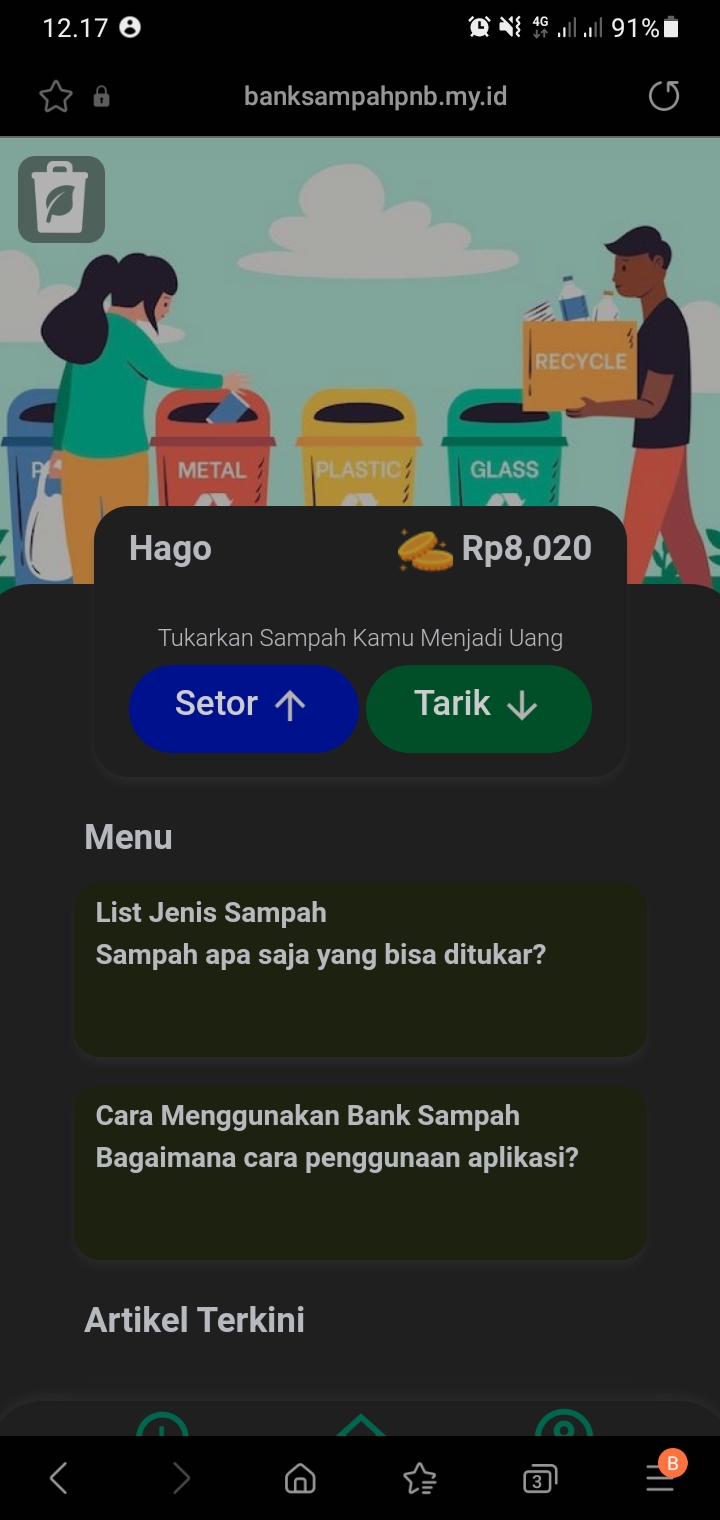 12.17
4G
91%
banksampahpnb.my.id
RECYCLE
METAL
PLASTIC
GLASS
Hago
Rp8,020
Tukarkan Sampah Kamu Menjadi Uang
Setor
Tarik
Menu
List Jenis Sampah
Sampah apa saja yang bisa ditukar?
Cara Menggunakan Bank Sampah
Bagaimana cara penggunaan aplikasi?
Artikel Terkini
3
B